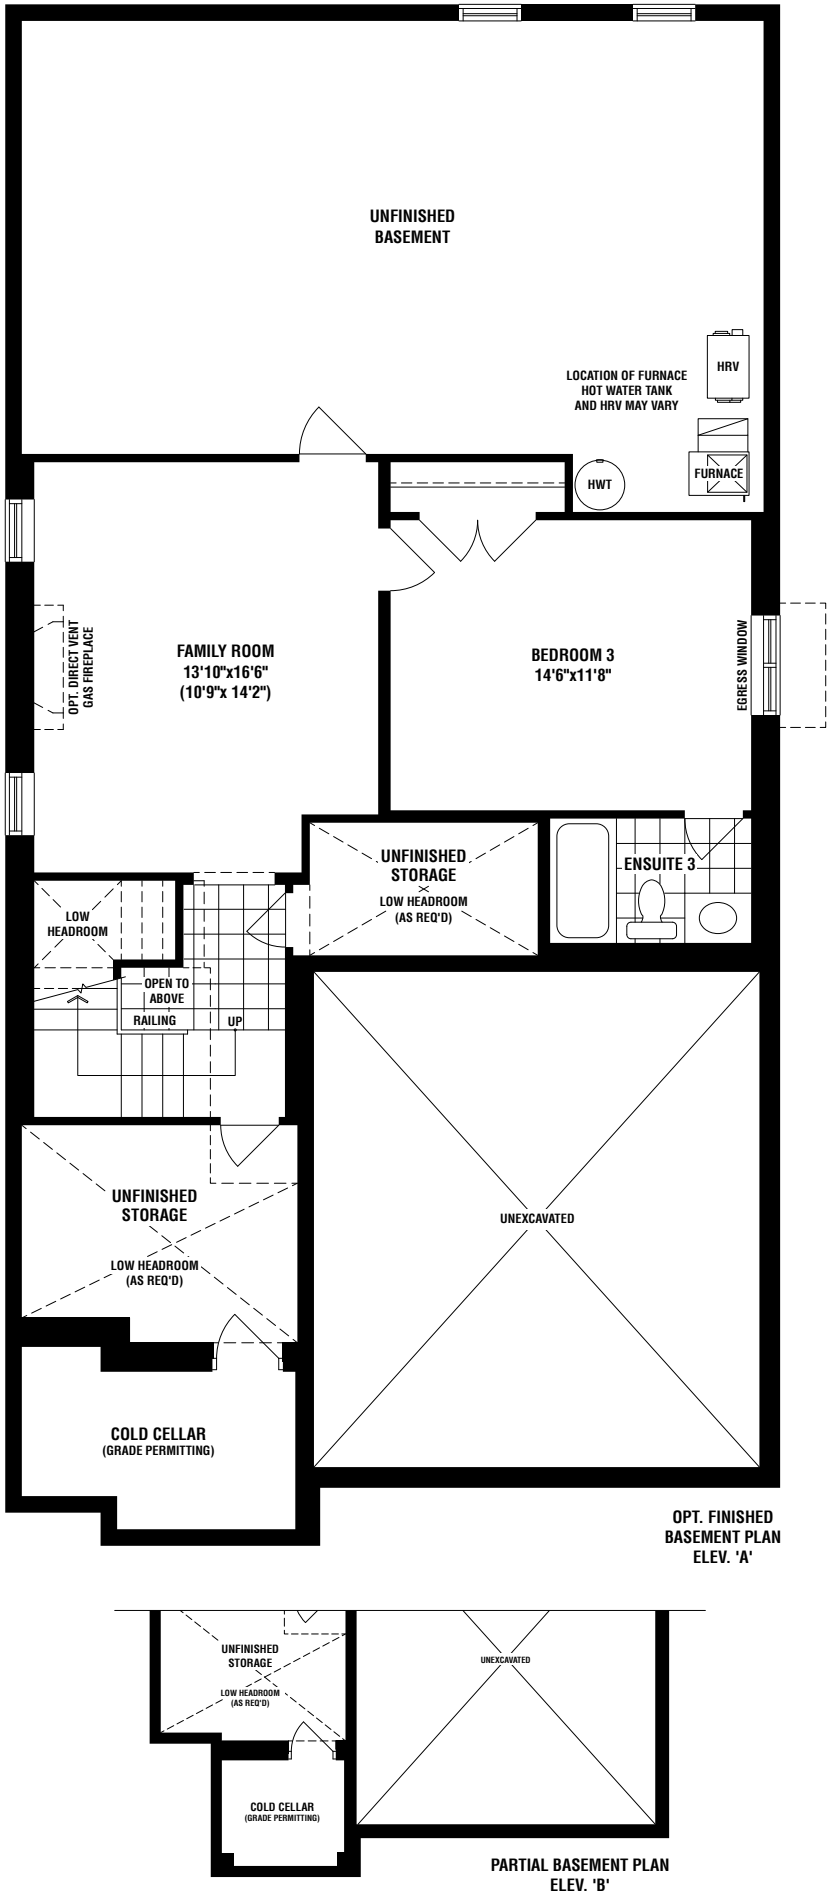 UNFINISHED
BASEMENT
HRV
LOCATION OF FURNACE
HOT WATER TANK
AND HRV MAY VARY
FURNACE
HWT
OPT. DIRECT VENT
GAS FIREPLACE
FAMILY ROOM
13'10"x16'6"
(10'9"x 14'2")
BEDROOM 3
14'6"x11'8"
EGRESS WINDOW
UNFINISHED
STORAGE
LOW HEADROOM
(AS REQ'D)
ENSUITE 3
LOW
HEADROOM
OPEN TO
ABOVE
RAILING
UP
UNFINISHED
STORAGE
LOW HEADROOM
(AS REQ'D)
UNEXCAVATED
COLD CELLAR
(GRADE PERMITTING)
OPT. FINISHED
BASEMENT PLAN
ELEV. 'A'
UNFINISHED
STORAGE
LOW HEADROOM
(AS REQ'D)
UNEXCAVATED
COLD CELLAR
(GRADE PERMITTING)
PARTIAL BASEMENT PLAN
ELEV. 'B'